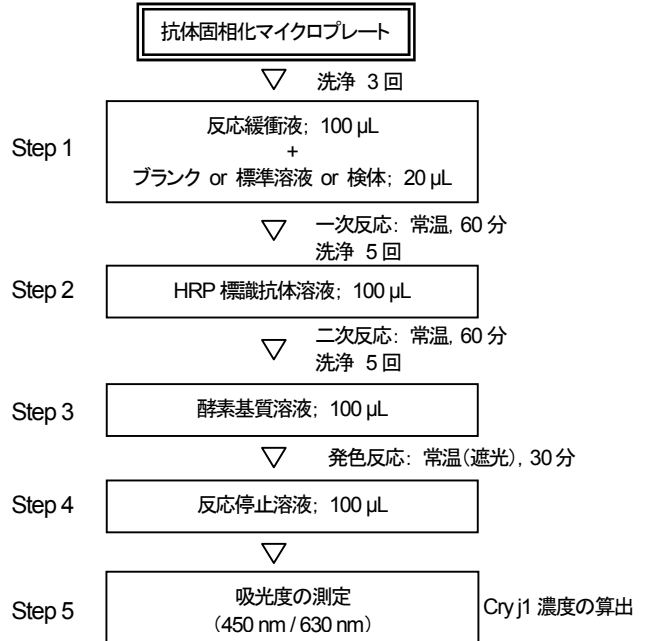 抗体固相化マイクロプレート
▽ 洗浄 3 回
Step 1
反応緩衝液; 100 µL
+
ブランク or 標準溶液 or 検体; 20 µL
▽ 一次反応: 常温, 60 分
洗浄 5 回
Step 2
HRP 標識抗体溶液; 100 µL
▽ 二次反応: 常温, 60 分
洗浄 5 回
Step 3
酵素基質溶液; 100 µL
▽ 発色反応: 常温(遮光), 30 分
Step 4
反応停止溶液; 100 µL
▽
Step 5
吸光度の測定
(450 nm / 630 nm)
Cry j1 濃度の算出